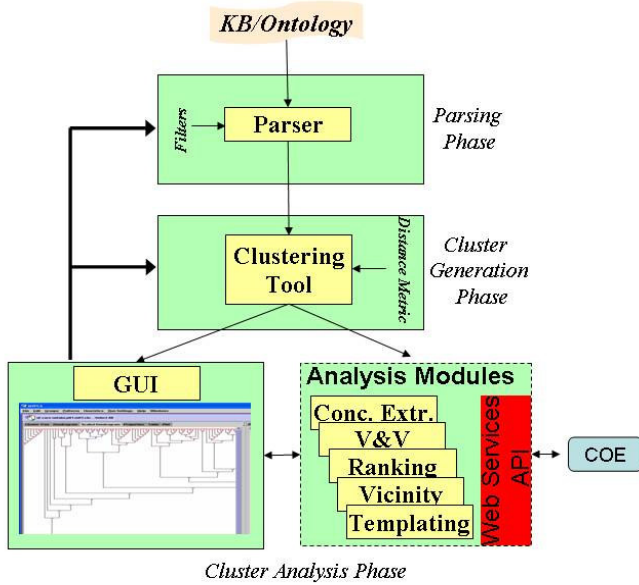 KB/Ontology
Filters
Parser
Parsing
Phase
Clustering
Tool
Distance Metric
Cluster
Generation
Phase
GUI
Analysis Modules
Conc. Extr.
V&V
Ranking
Vicinity
Templating
Web Services
API
COE
Cluster Analysis Phase